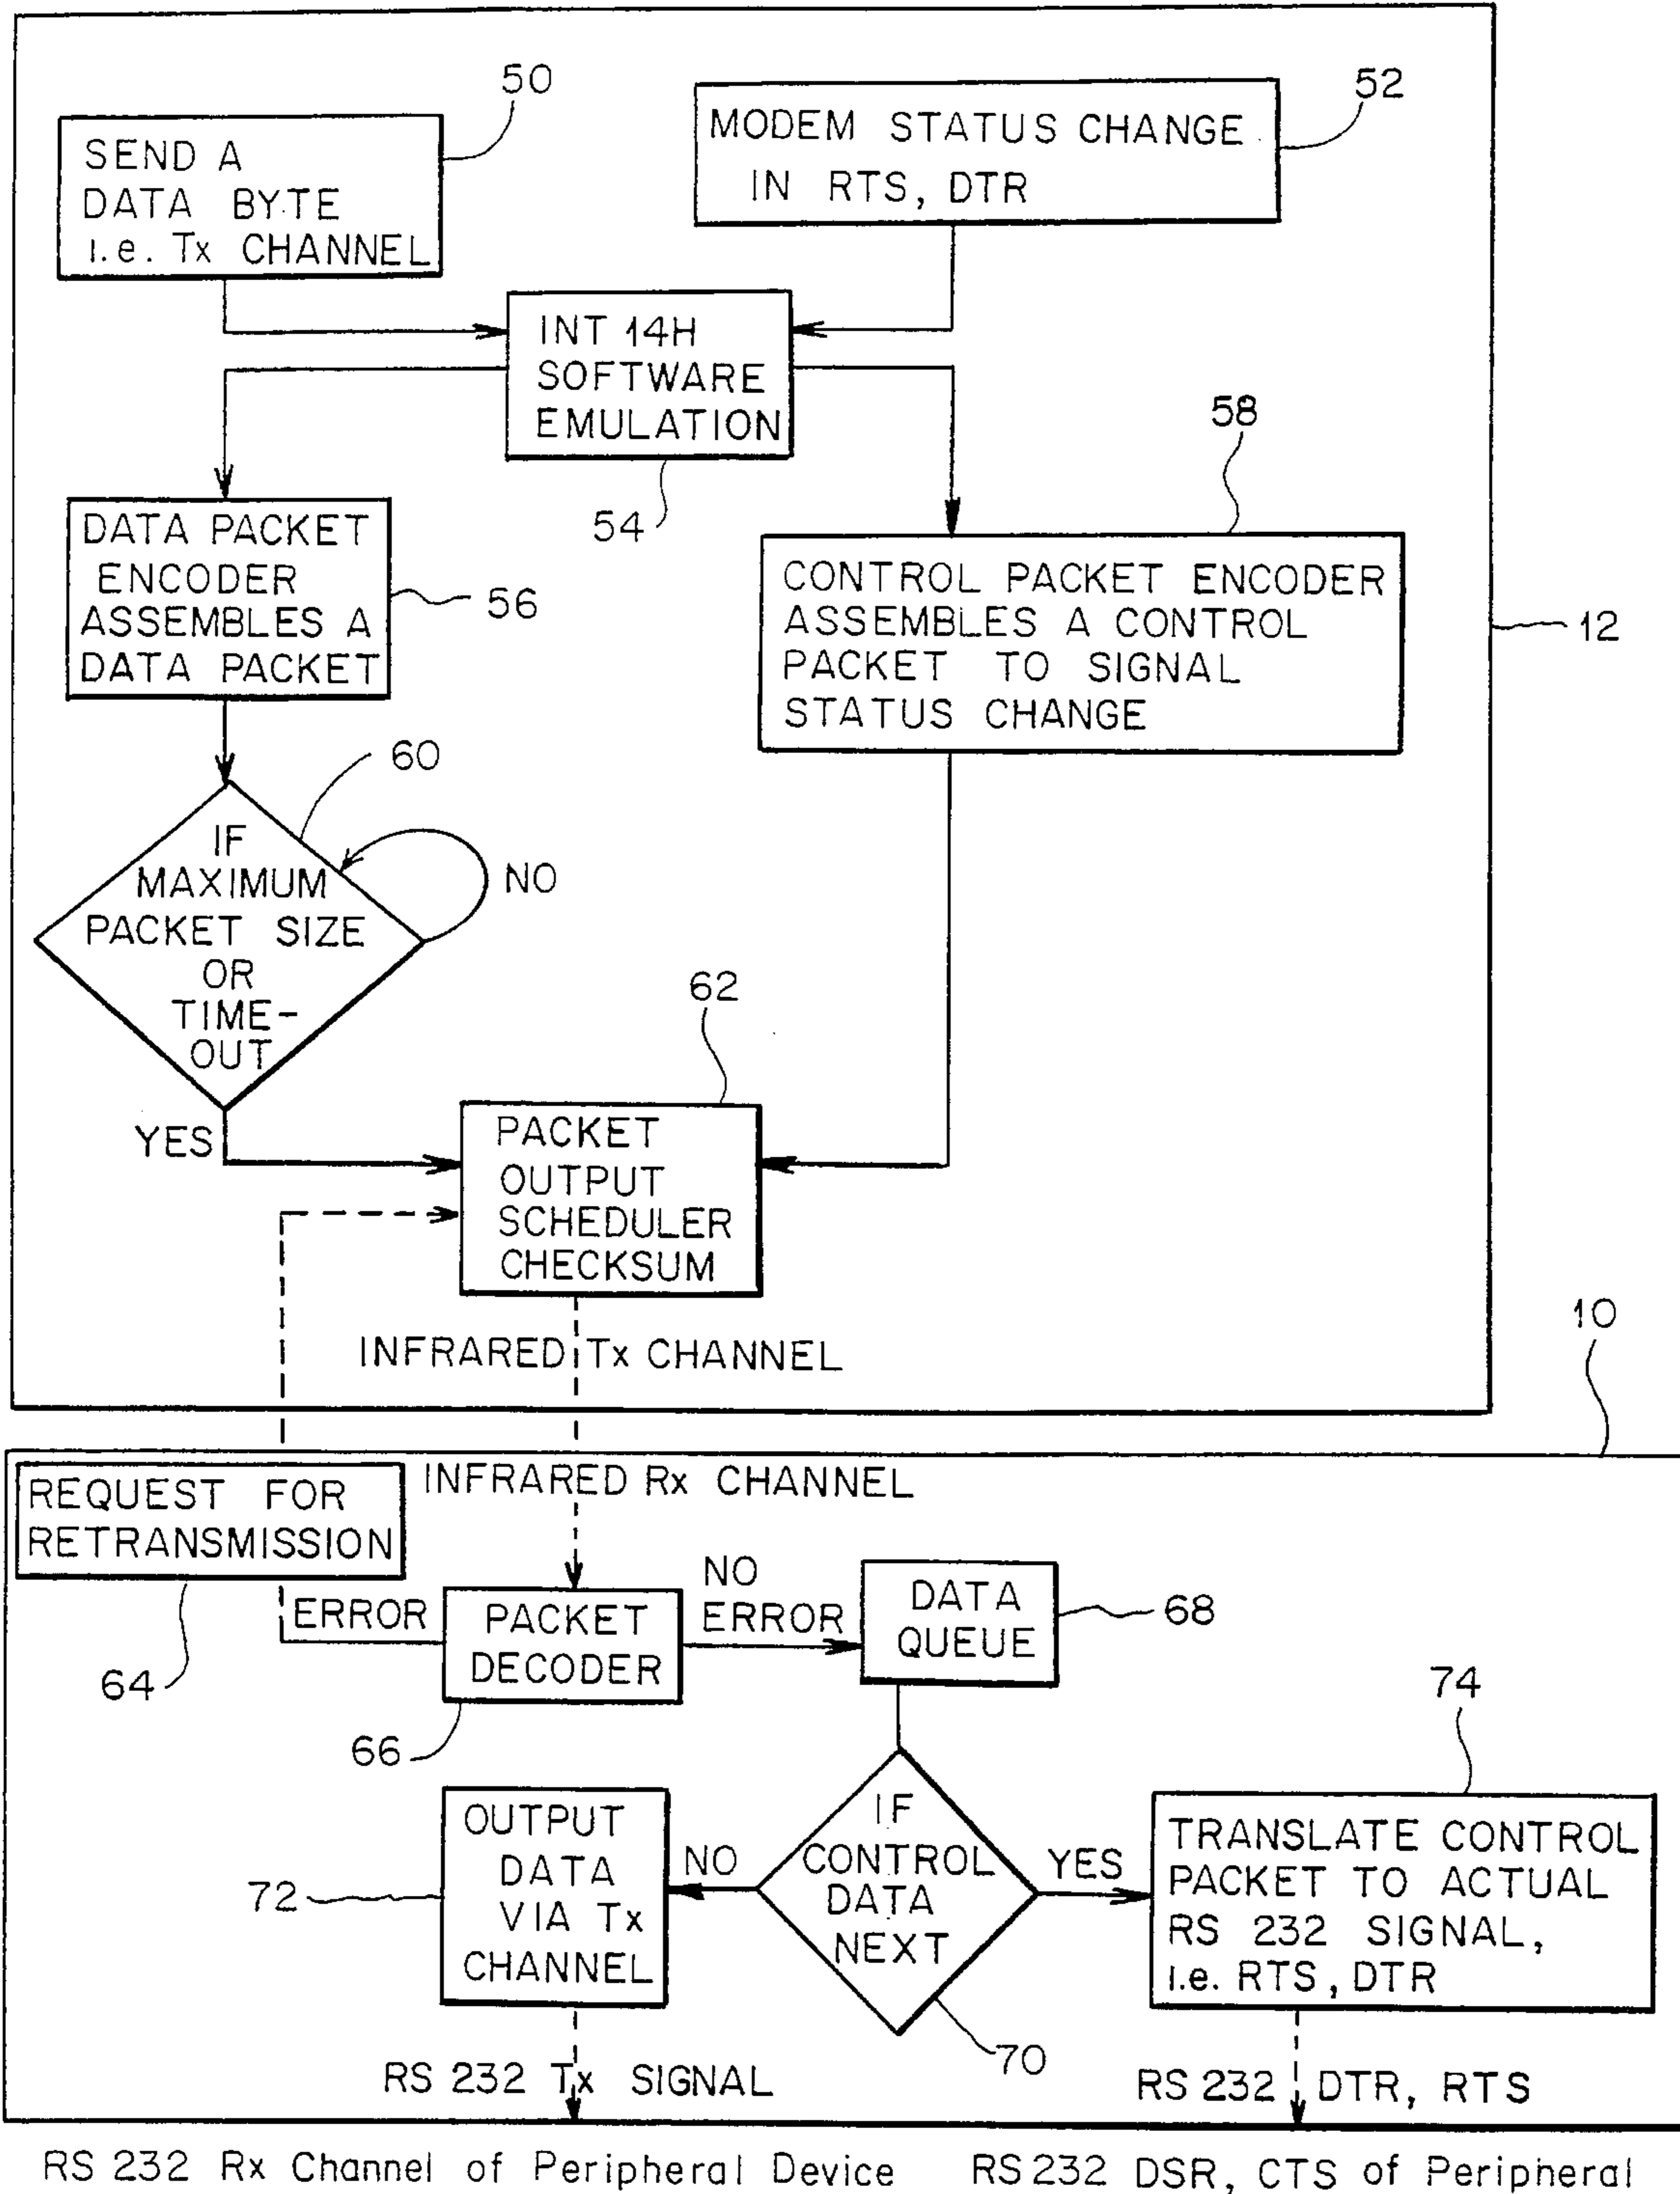 50
52
SEND A
DATA BYTE
i.e. Tx CHANNEL
MODEM STATUS CHANGE
IN RTS, DTR
INT 14H
SOFTWARE
EMULATION
54
58
DATA PACKET
ENCODER
ASSEMBLES A
DATA PACKET
56
CONTROL PACKET ENCODER
ASSEMBLES A CONTROL
PACKET TO SIGNAL
STATUS CHANGE
12
60
IF
MAXIMUM
PACKET SIZE
OR
TIME-
OUT
NO
YES
62
PACKET
OUTPUT
SCHEDULER
CHECKSUM
INFRARED Tx CHANNEL
10
REQUEST FOR
RETRANSMISSION
INFRARED Rx CHANNEL
64
ERROR
PACKET
DECODER
66
NO
ERROR
DATA
QUEUE
68
74
OUTPUT
DATA
VIA Tx
CHANNEL
72
NO
IF
CONTROL
DATA
NEXT
YES
70
TRANSLATE CONTROL
PACKET TO ACTUAL
RS 232 SIGNAL,
i.e. RTS, DTR
RS 232 Tx SIGNAL
RS 232 DTR, RTS
RS 232 Rx Channel of Peripheral Device
RS 232 DSR, CTS of Peripheral